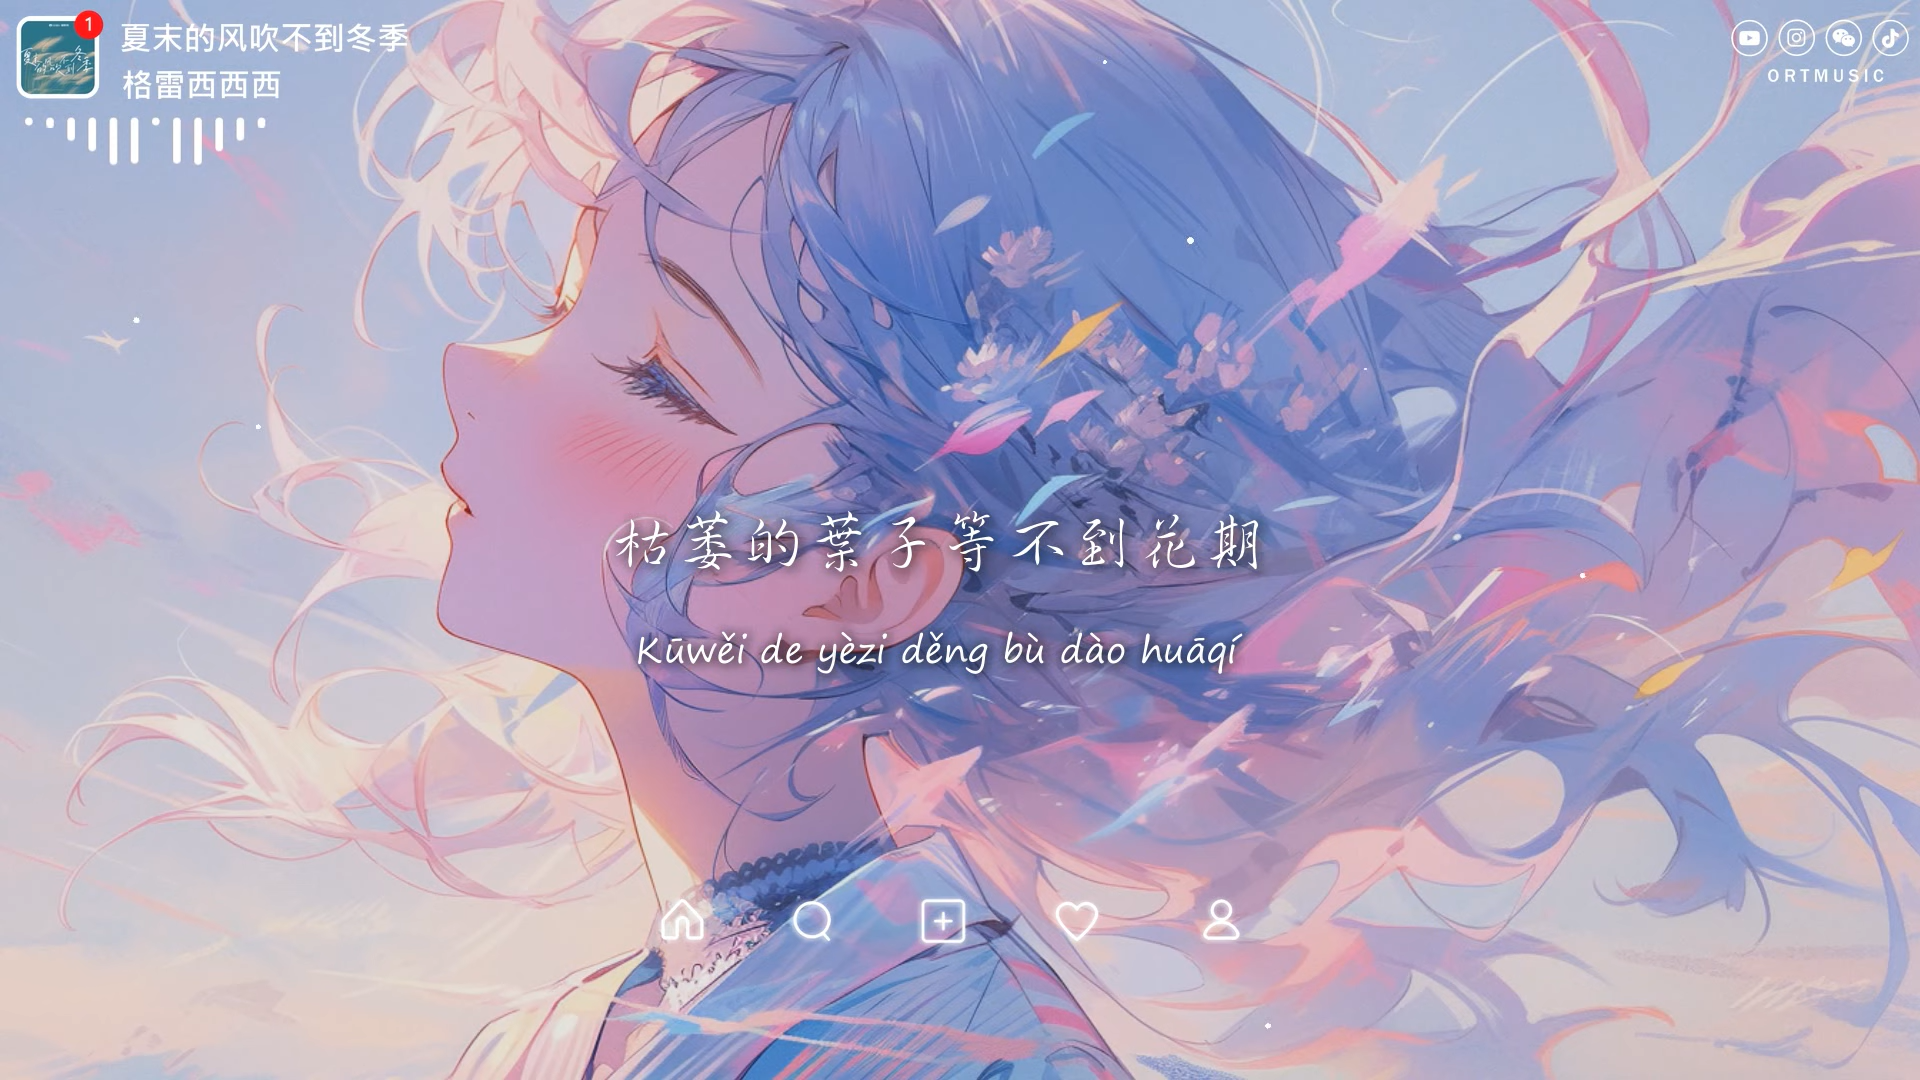 1
夏末的风吹不到冬季
格雷西西西
ORTMUSIC
枯萎的葉子等不到花期
Kūwěi de yèzi děng bù dào huāqí